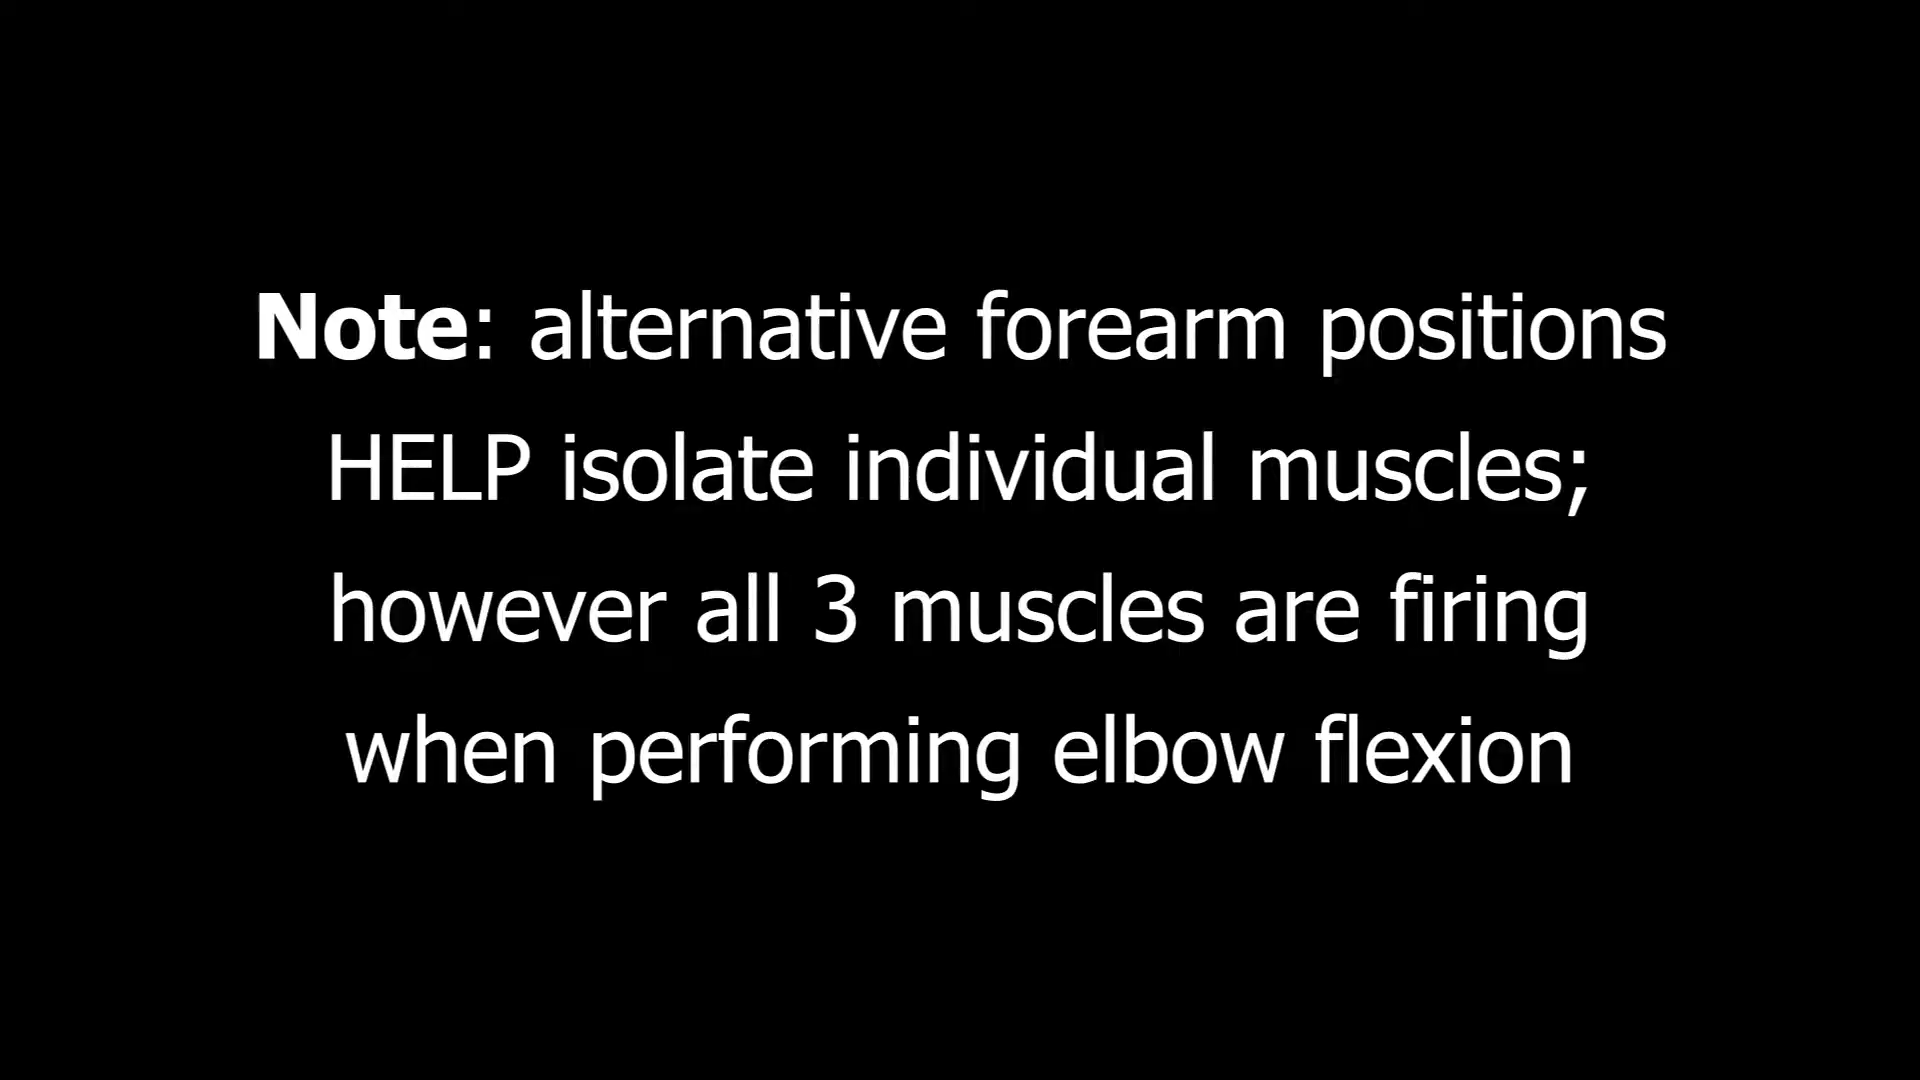 Note: alternative forearm positions
HELP isolate individual muscles;
however all 3 muscles are firing
when performing elbow flexion